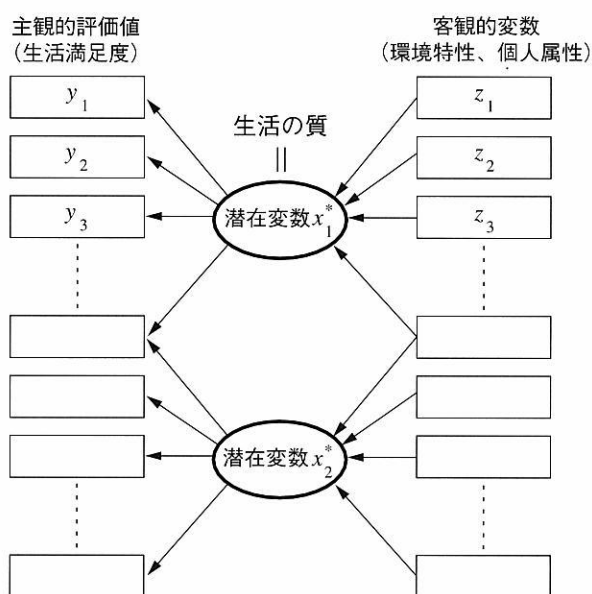 主観的評価値
(生活満足度)
客観的変数
(環境特性、個人属性)
y1
y2
y3
生活の質
||
潜在変数x1*
z1
z2
z3
潜在変数x2*